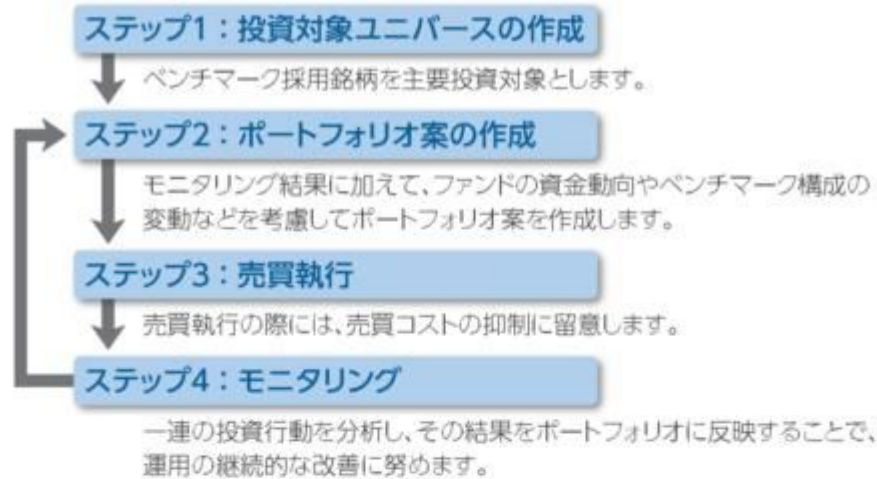 ステップ1：投資対象ユニバースの作成
ベンチマーク採用銘柄を主要投資対象とします。
ステップ2：ポートフォリオ案の作成
モニタリング結果に加えて、ファンドの資金動向やベンチマーク構成の
変動などを考慮してポートフォリオ案を作成します。
ステップ3：売買執行
売買執行の際には、売買コストの抑制に留意します。
ステップ4：モニタリング
一連の投資行動を分析し、その結果をポートフォリオに反映することで、
運用の継続的な改善に努めます。